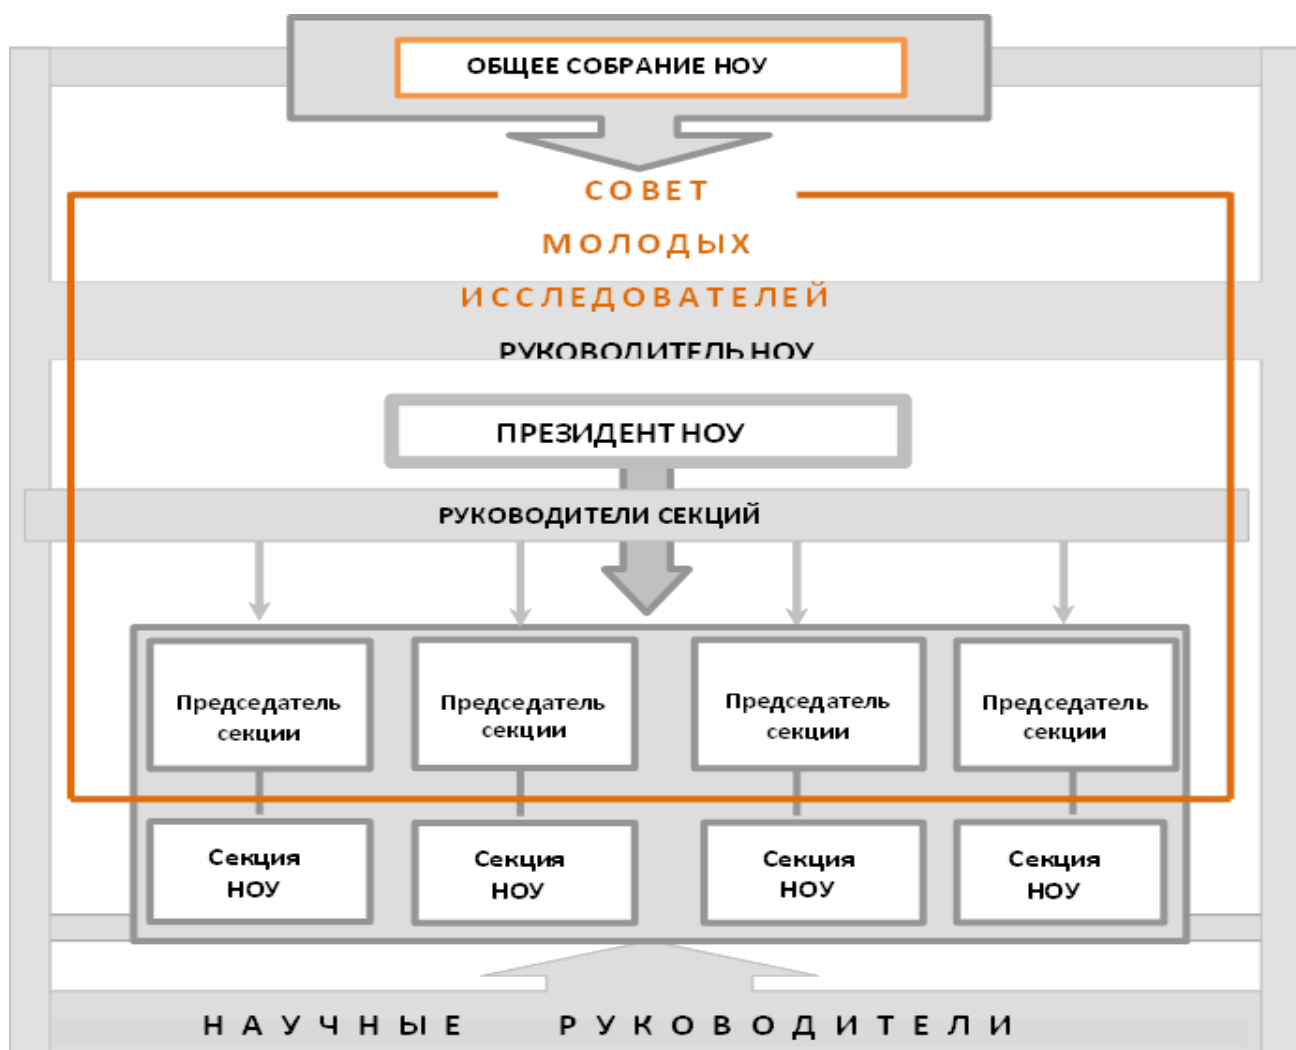 ОБЩЕЕ СОБРАНИЕ НОУ
СОВЕТ
МОЛОДЫХ
ИССЛЕДОВАТЕЛЕЙ
РУКОВОДИТЕЛЬ НОУ
ПРЕЗИДЕНТ НОУ
РУКОВОДИТЕЛИ СЕКЦИЙ
Председатель
секции
Председатель
секции
Председатель
секции
Председатель
секции
Секция
НОУ
Секция
НОУ
Секция
НОУ
Секция
НОУ
НАУЧНЫЕ РУКОВОДИТЕЛИ